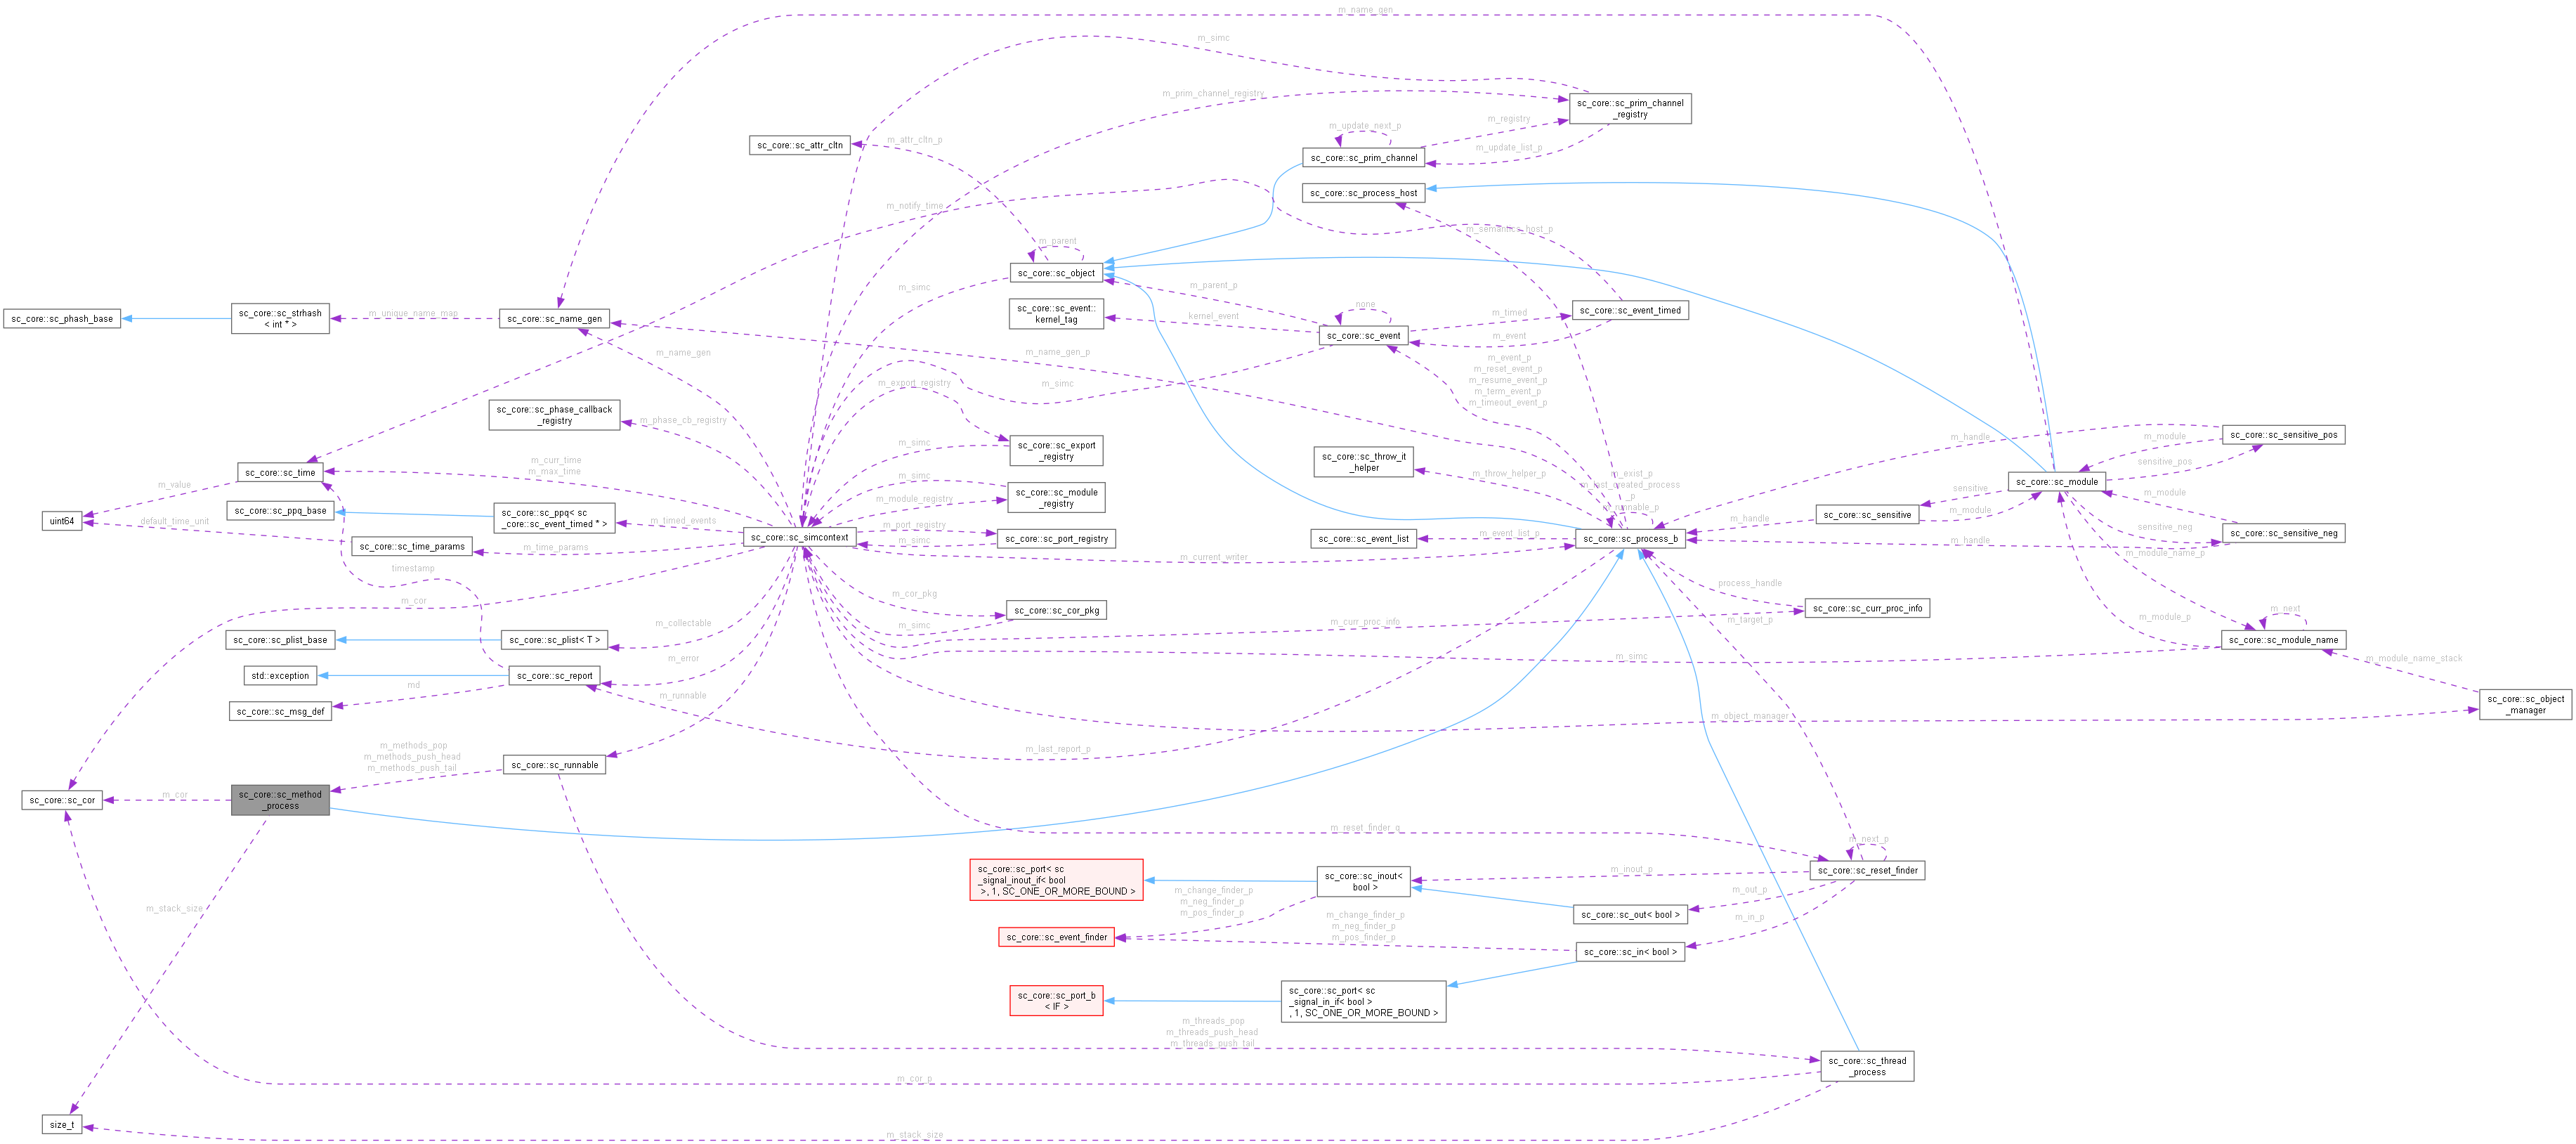 m_name_gen
m_simc
m_prim_channel_registry
sc_core::sc_prim_channel
_registry
m_attr_cltn_p
sc_core::sc_attr_cltn
m_update_next_p
m_registry
m_update_list_p
sc_core::sc_prim_channel
sc_core::sc_process_host
m_notify_time
m_semantics_host_p
m_parent
sc_core::sc_object
m_simc
m_parent_p
none
sc_core::sc_event_timed
sc_core::sc_event::
kernel_tag
kernel_event
m_timed
m_event
sc_core::sc_event
sc_core::sc_phash_base
sc_core::sc_strhash
< int * >
m_unique_name_map
sc_core::sc_name_gen
m_name_gen
m_name_gen_p
m_simc
m_event_p
m_reset_event_p
m_resume_event_p
m_term_event_p
m_timeout_event_p
m_export_registry
sc_core::sc_phase_callback
_registry
m_phase_cb_registry
m_simc
sc_core::sc_export
_registry
sc_core::sc_throw_it
_helper
m_throw_helper_p
m_exist_p
m_last_created_process
_p
m_runnable_p
m_handle
m_module
sensitive_pos
sc_core::sc_sensitive_pos
sc_core::sc_module
sc_core::sc_time
m_curr_time
m_max_time
m_value
m_simc
m_module_registry
sc_core::sc_module
_registry
sensitive
m_module
sc_core::sc_sensitive
m_module
sensitive_neg
sc_core::sc_sensitive_neg
m_handle
m_handle
m_module_name_p
uint64
default_time_unit
sc_core::sc_ppq_base
sc_core::sc_ppq< sc
_core::sc_event_timed * >
m_timed_events
m_time_params
sc_core::sc_time_params
sc_core::sc_simcontext
m_port_registry
m_simc
sc_core::sc_port_registry
m_current_writer
sc_core::sc_event_list
m_event_list_p
sc_core::sc_process_b
timestamp
m_cor
m_cor_pkg
m_simc
sc_core::sc_cor_pkg
process_handle
sc_core::sc_curr_proc_info
m_curr_proc_info
m_target_p
m_next
m_module_p
sc_core::sc_module_name
sc_core::sc_plist_base
sc_core::sc_plist< T >
m_collectable
m_error
m_simc
m_module_name_stack
std::exception
sc_core::sc_report
md
sc_core::sc_msg_def
m_runnable
m_object_manager
sc_core::sc_object
_manager
m_last_report_p
m_methods_pop
m_methods_push_head
m_methods_push_tail
sc_core::sc_runnable
sc_core::sc_cor
m_cor
sc_core::sc_method
_process
m_reset_finder_q
m_next_p
sc_core::sc_reset_finder
sc_core::sc_port< sc
_signal_inout_if< bool
>, 1, SC_ONE_OR_MORE_BOUND >
m_change_finder_p
m_neg_finder_p
m_pos_finder_p
sc_core::sc_inout<
bool >
m_inout_p
m_out_p
m_in_p
m_stack_size
sc_core::sc_out< bool >
m_change_finder_p
m_neg_finder_p
m_pos_finder_p
sc_core::sc_event_finder
sc_core::sc_in< bool >
sc_core::sc_port_b
< IF >
sc_core::sc_port< sc
_signal_in_if< bool >
, 1, SC_ONE_OR_MORE_BOUND >
m_threads_pop
m_threads_push_head
m_threads_push_tail
sc_core::sc_thread
_process
m_cor_p
size_t
m_stack_size